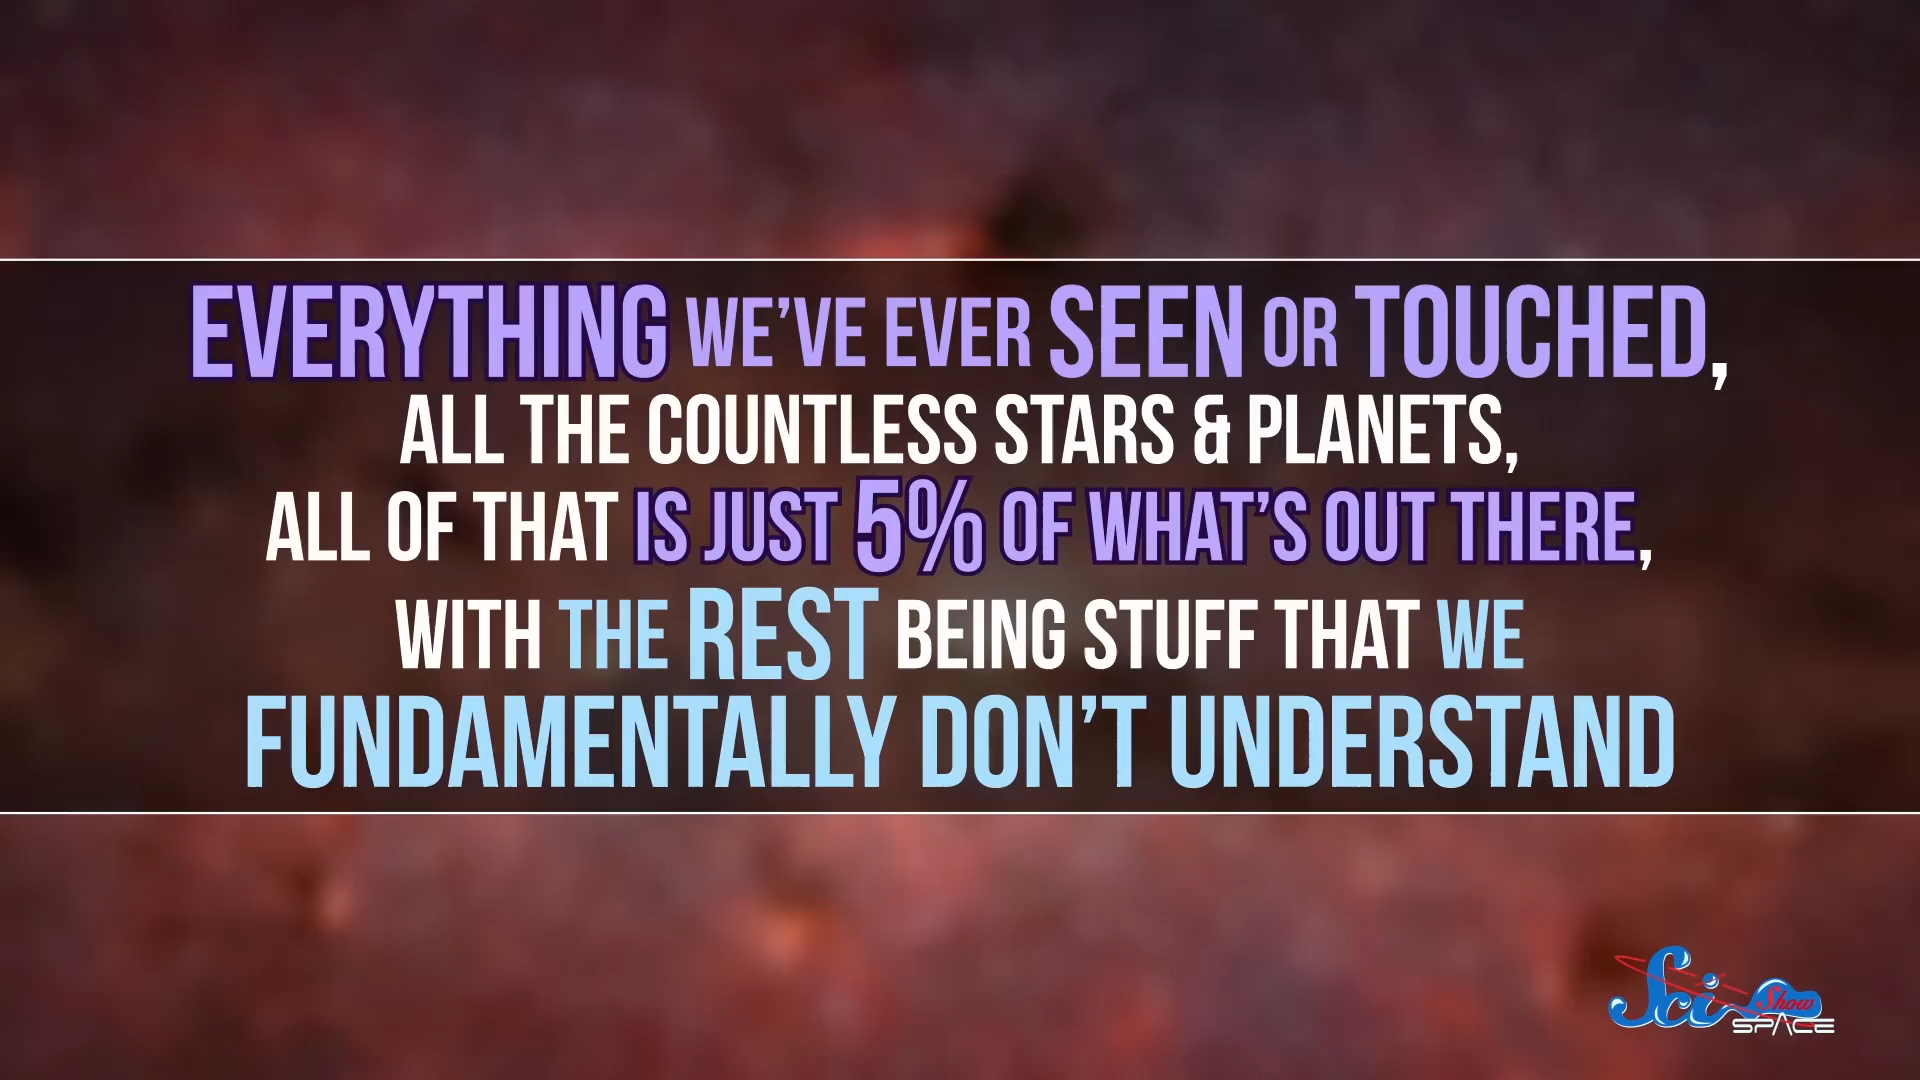 EVERYTHING WE'VE EVER SEEN OR TOUCHED,
ALL THE COUNTLESS STARS & PLANETS,
ALL OF THAT IS JUST 5% OF WHAT'S OUT THERE,
WITH THE REST BEING STUFF THAT WE
FUNDAMENTALLY DON'T UNDERSTAND
Sci Show
SPACE